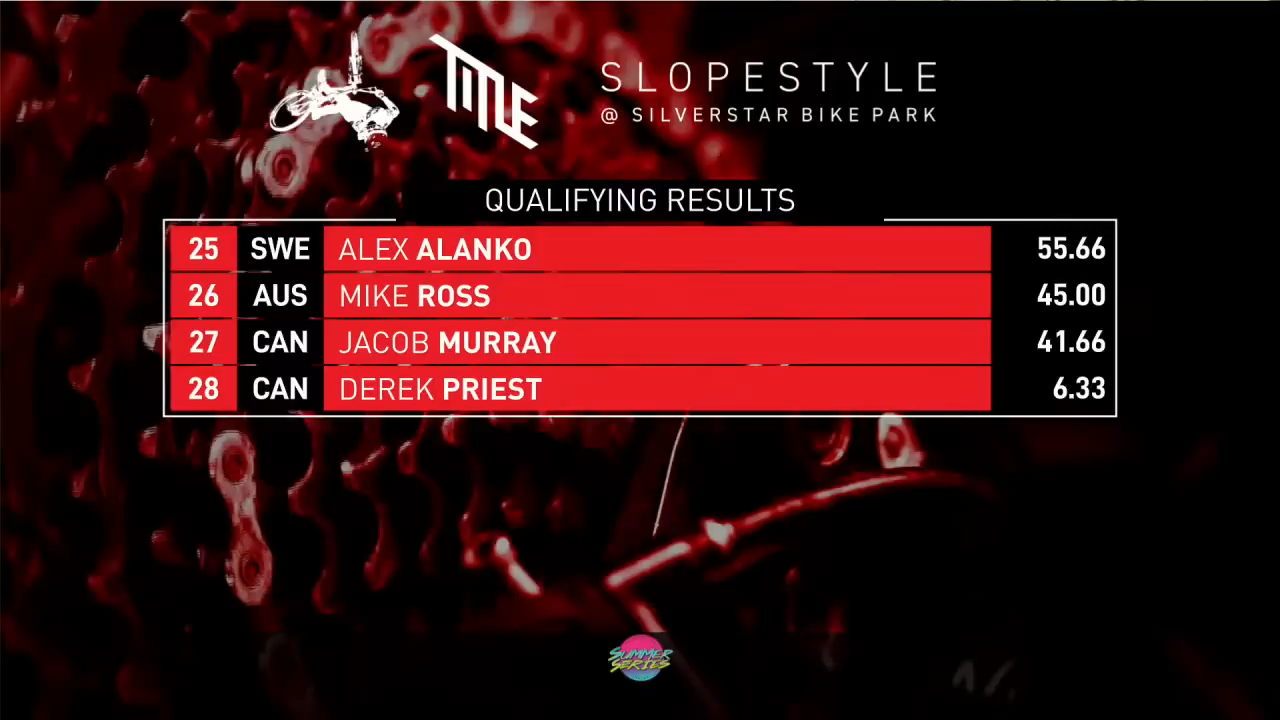 TITLE
SLOPESTYLE
@ SILVERSTAR BIKE PARK
QUALIFYING RESULTS
25 SWE ALEX ALANKO 55.66
26 AUS MIKE ROSS 45.00
27 CAN JACOB MURRAY 41.66
28 CAN DEREK PRIEST 6.33
SUMMER
SERIES